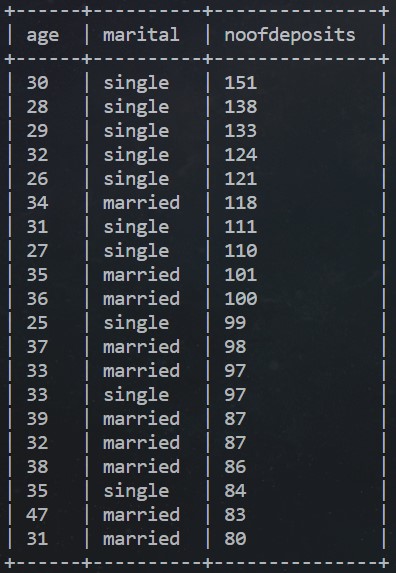 +------+----------+---------------+
| age  | marital  | noofdeposits  |
+------+----------+---------------+
| 30   | single   | 151           |
| 28   | single   | 138           |
| 29   | single   | 133           |
| 32   | single   | 124           |
| 26   | single   | 121           |
| 34   | married  | 118           |
| 31   | single   | 111           |
| 27   | single   | 110           |
| 35   | married  | 101           |
| 36   | married  | 100           |
| 25   | single   | 99            |
| 37   | married  | 98            |
| 33   | married  | 97            |
| 33   | single   | 97            |
| 39   | married  | 87            |
| 32   | married  | 87            |
| 38   | married  | 86            |
| 35   | single   | 84            |
| 47   | married  | 83            |
| 31   | married  | 80            |
+------+----------+---------------+